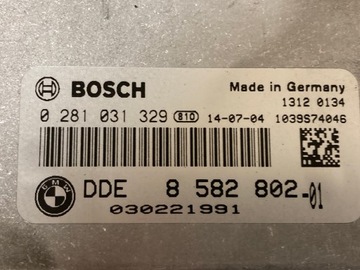 BOSCH
Made in Germany
1312 0134
0 281 031 329 810 14-07-04 1039S74046
BMW
DDE 8 582 802-01
030221991